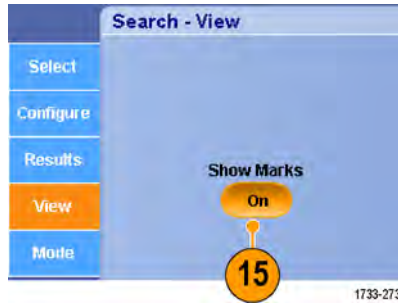 Search - View
Select
Configure
Results
View
Mode
Show Marks
On
15
1733-273